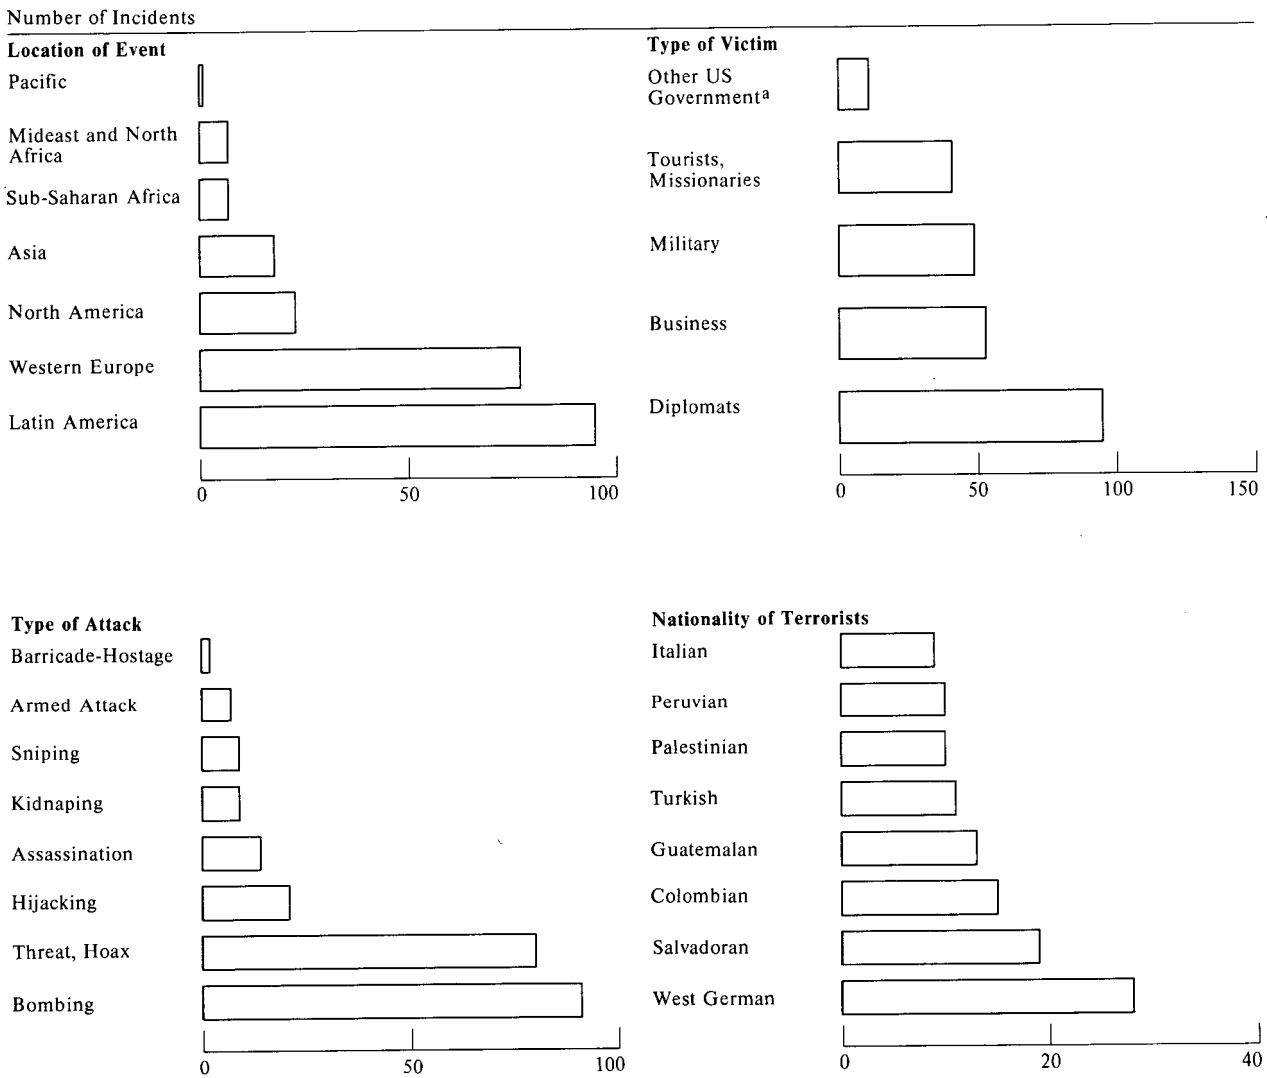 Number of Incidents
Location of Event
Pacific
Mideast and North
Africa
Sub-Saharan Africa
Asia
North America
Western Europe
Latin America
0 50 100
Type of Victim
Other US
Governmentᵃ
Tourists,
Missionaries
Military
Business
Diplomats
0 50 100 150
Type of Attack
Barricade-Hostage
Armed Attack
Sniping
Kidnaping
Assassination
Hijacking
Threat, Hoax
Bombing
0 50 100
Nationality of Terrorists
Italian
Peruvian
Palestinian
Turkish
Guatemalan
Colombian
Salvadoran
West German
0 20 40